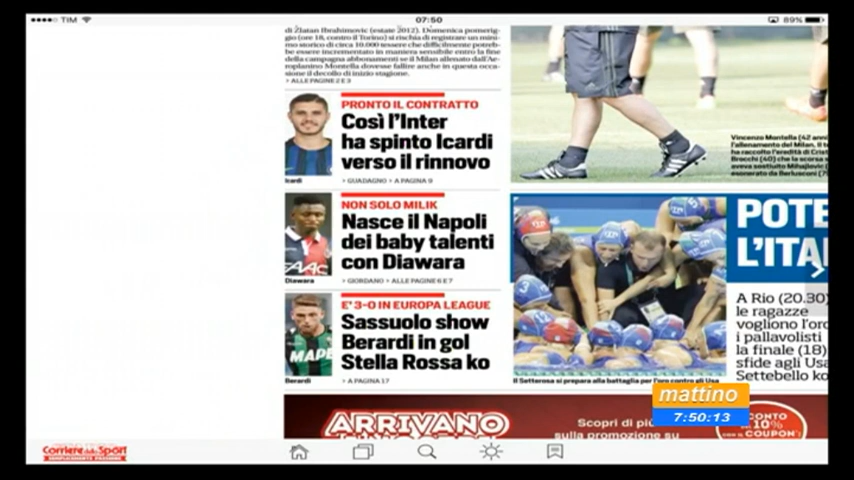 TIM
07:50
89%
di Zlatan Ibrahimovic (estate 2012). Domenica pomerig-
gio (ore 18, contro il Torino) si rischia di registrare un mini-
mo storico di circa 10.000 tessere che difficilmente potreb-
be essere incrementato in maniera sensibile entro la fine
della campagna abbonamenti se il Milan allenato dall'Ae-
roplanino Montella dovesse fallire anche in questa occa-
sione il decollo di inizio stagione.
> ALLE PAGINE 2 E 3
PRONTO IL CONTRATTO
Così l'Inter
ha spinto Icardi
verso il rinnovo
Icardi
> GUADAGNO > A PAGINA 9
NON SOLO MILIK
Nasce il Napoli
dei baby talenti
con Diawara
Diawara
> GIORDANO > ALLE PAGINE 6 E 7
E' 3-0 IN EUROPA LEAGUE
Sassuolo show
Berardi in gol
Stella Rossa ko
MAPE
Berardi
> A PAGINA 17
Vincenzo Montella (42 anni
l'allenamento del Milan. Il te
ha raccolto l'eredità di Crist
Brocchi (40) che la scorsa s
aveva sostituito Mihajlovic (
esonerato da Berlusconi (7
POTE
L'ITA
A Rio (20.30)
le ragazze
vogliono l'oro
i pallavolisti
la finale (18)
sfide agli Usa
Settebello ko
Il Setterosa si prepara alla battaglia per l'oro contro gli Usa
ARRIVANO
Scopri di più
sulla promozione su
CONTO
10%
CON IL COUPON
mattino
7:50:13
Corriere dello Sport